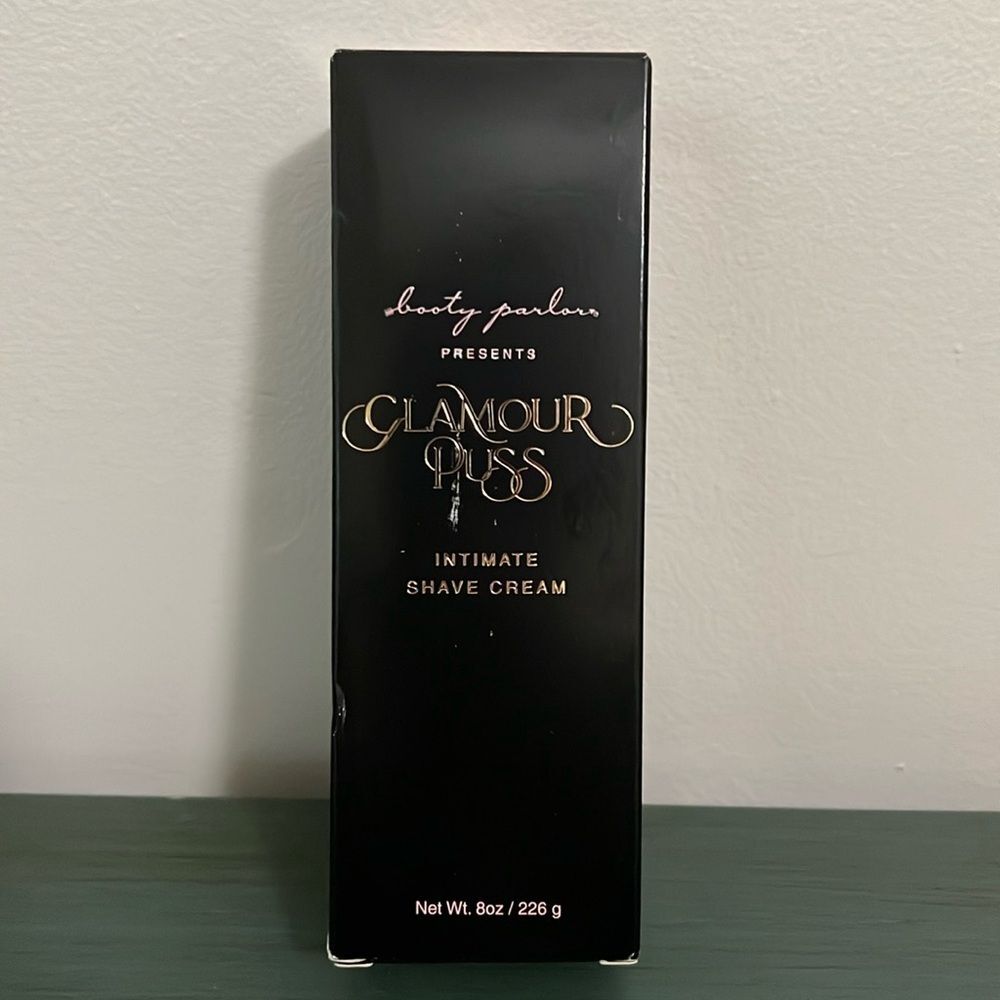 booty parlor
PRESENTS
GLAMOUR
PUSS
INTIMATE
SHAVE CREAM
Net Wt. 8oz / 226 g